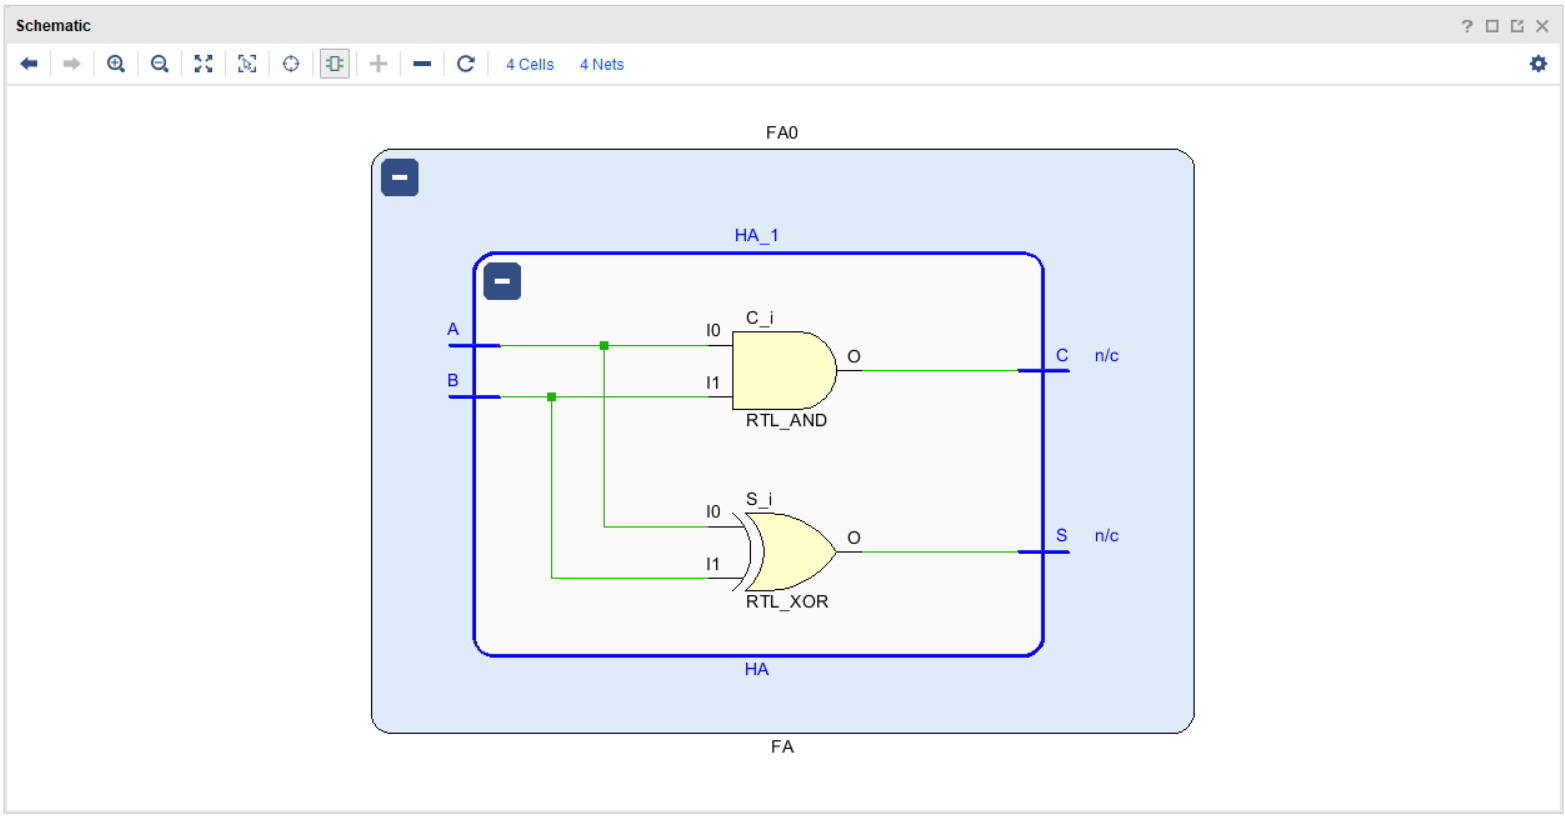 Schematic
?
4 Cells 4 Nets
FA0
HA_1
C_i
A I0
O
C n/c
B I1
RTL_AND
S_i
I0
O
S n/c
I1
RTL_XOR
HA
FA